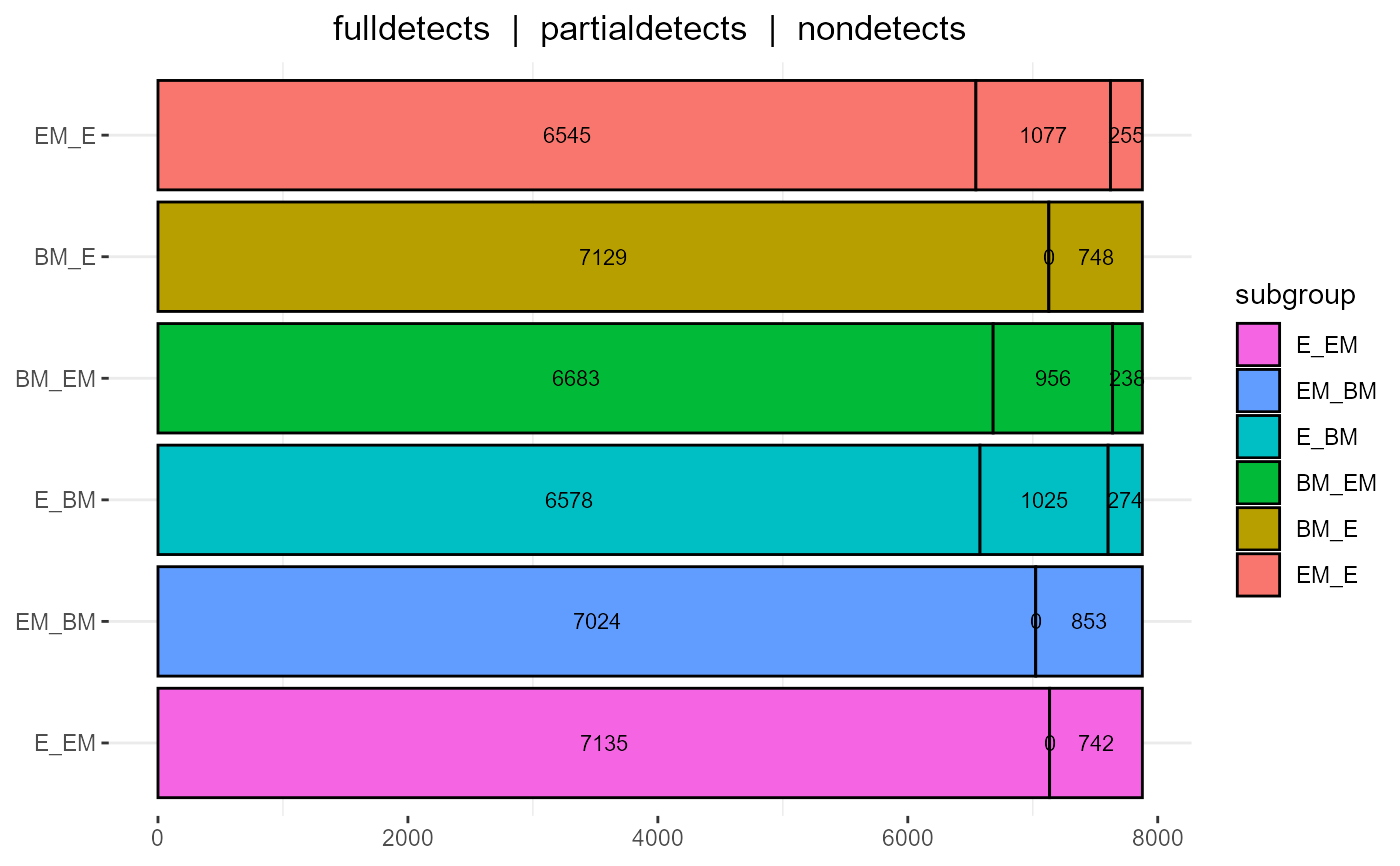 fulldetects | partialdetects | nondetects
EM_E 6545 1077 255
BM_E 7129 0 748
BM_EM 6683 956 238
E_BM 6578 1025 274
EM_BM 7024 0 853
E_EM 7135 0 742
0 2000 4000 6000 8000
subgroup
E_EM
EM_BM
E_BM
BM_EM
BM_E
EM_E